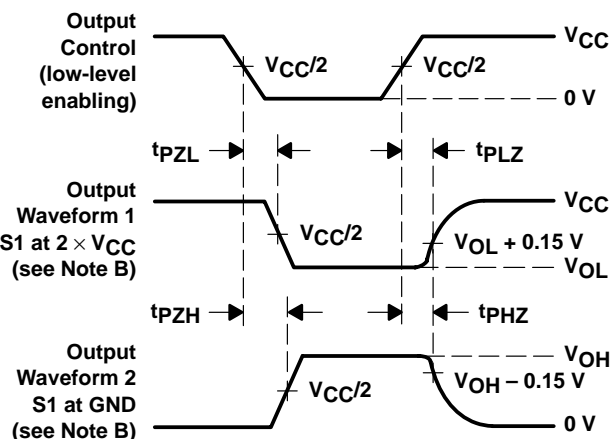 Output
Control
(low-level
enabling)
VCC/2
VCC/2
VCC
0 V
tPZL
tPLZ
Output
Waveform 1
S1 at 2 × VCC
(see Note B)
VCC/2
VCC
VOL + 0.15 V
VOL
tPZH
tPHZ
Output
Waveform 2
S1 at GND
(see Note B)
VCC/2
VOH
VOH – 0.15 V
0 V